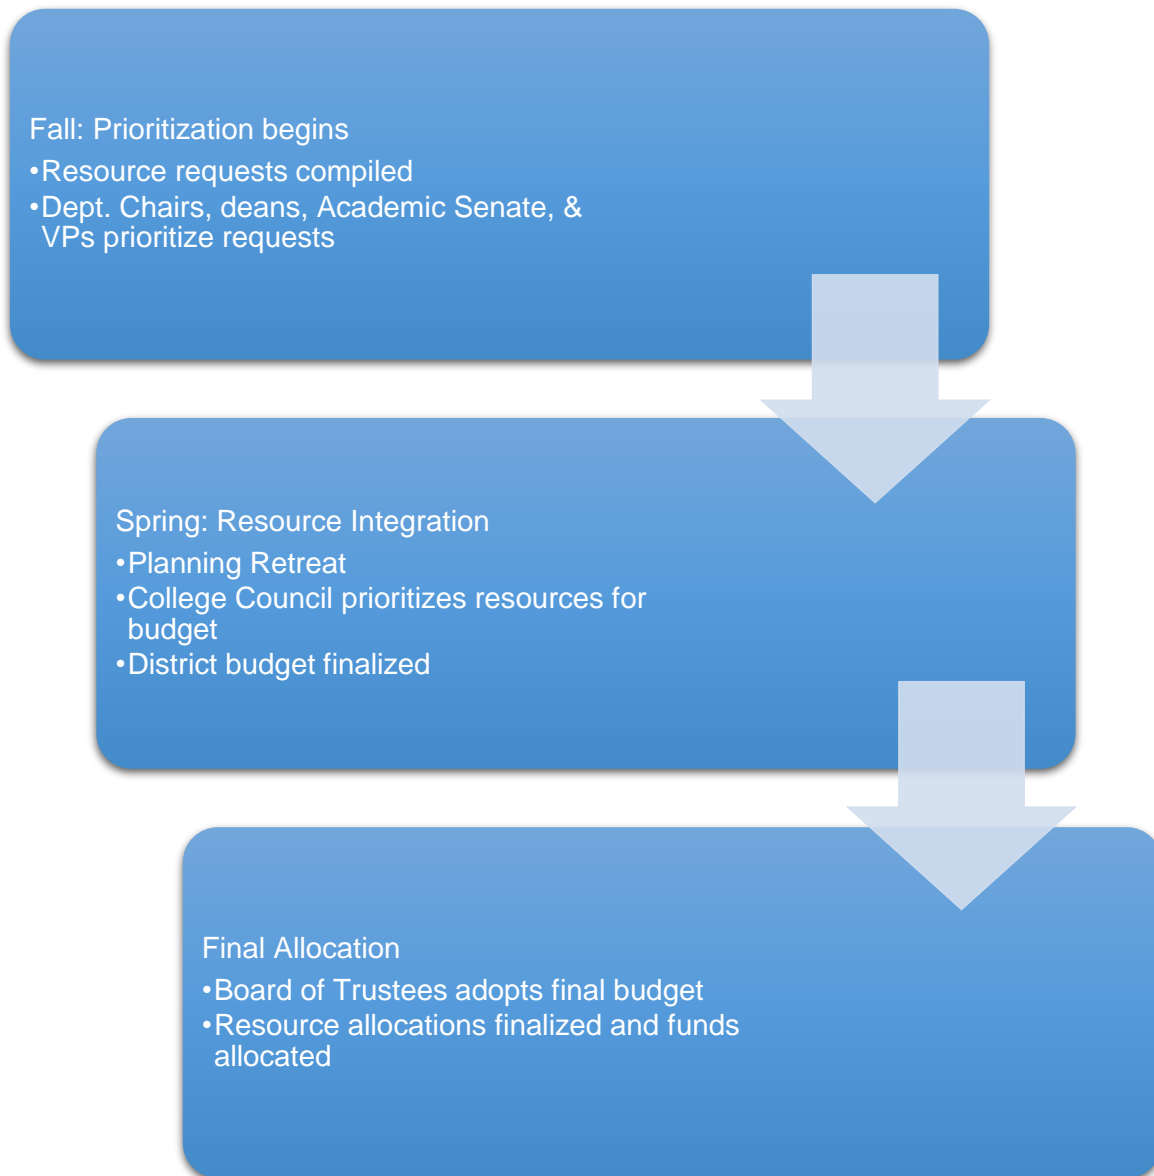 Fall: Prioritization begins
•Resource requests compiled
•Dept. Chairs, deans, Academic Senate, &
VPs prioritize requests
Spring: Resource Integration
•Planning Retreat
•College Council prioritizes resources for
budget
•District budget finalized
Final Allocation
•Board of Trustees adopts final budget
•Resource allocations finalized and funds
allocated